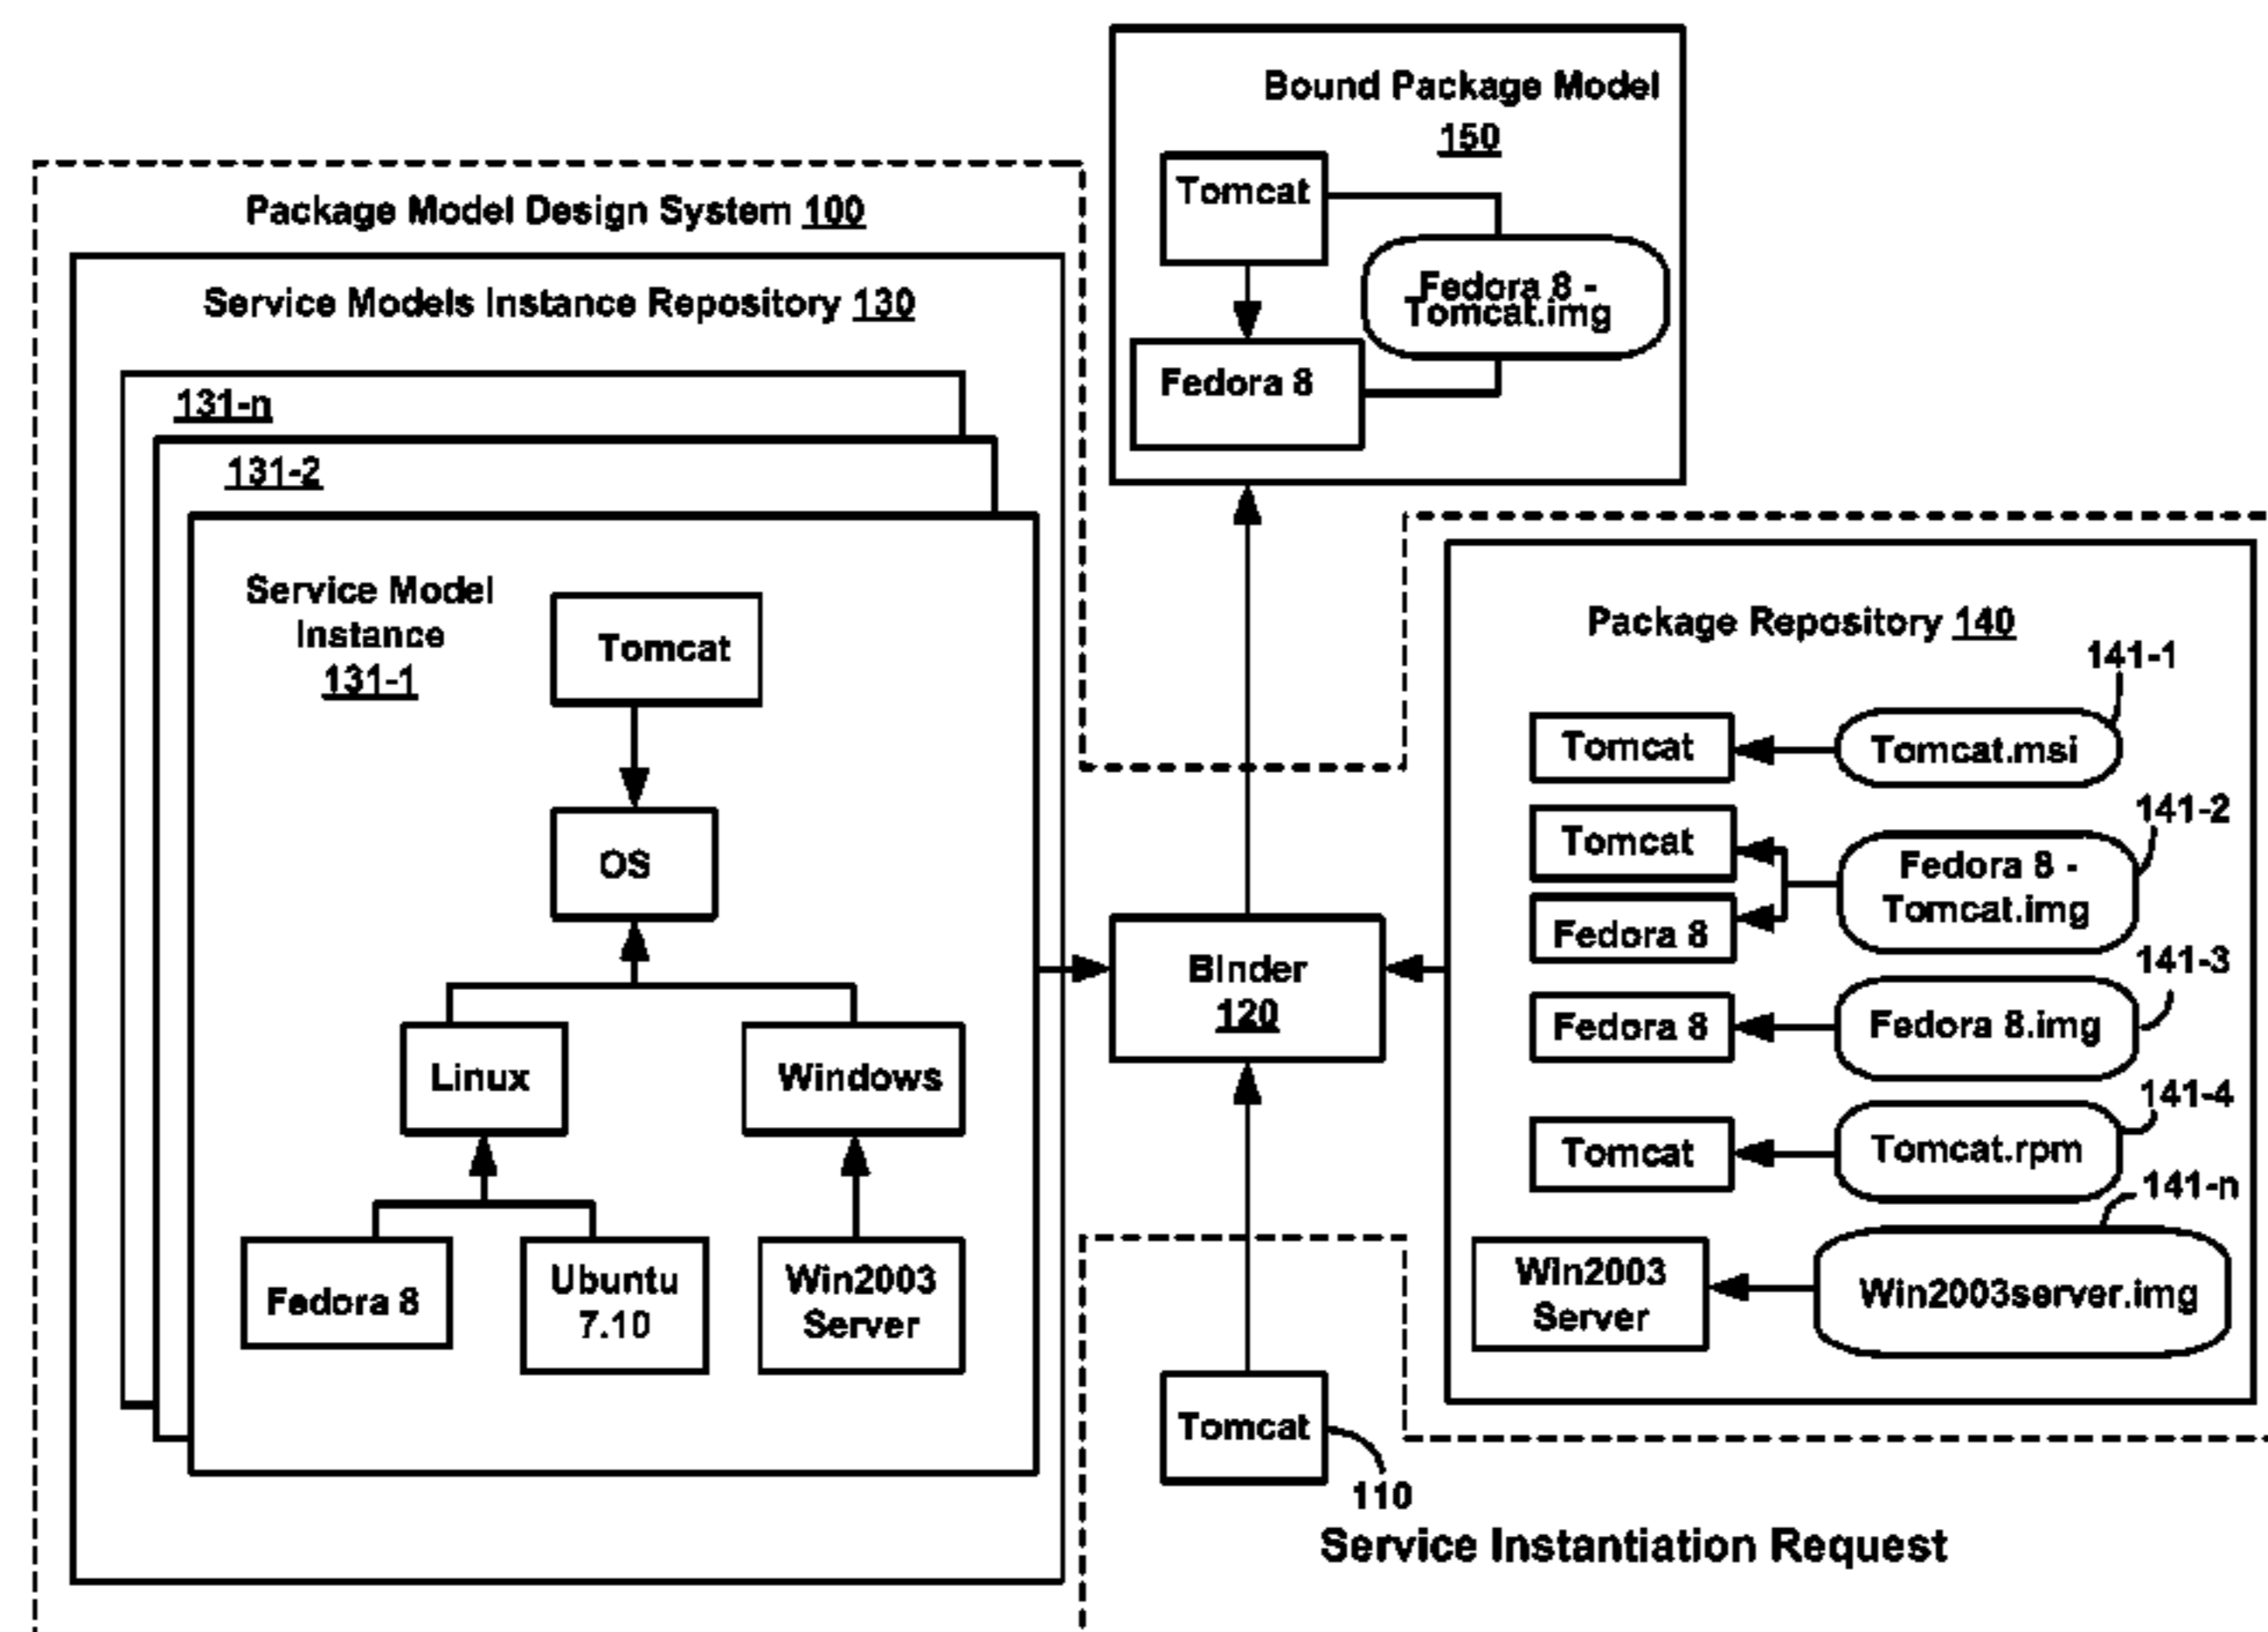 Bound Package Model
150
Tomcat
Fedora 8 -
Tomcat.img
Fedora 8
Package Model Design System 100
Service Models Instance Repository 130
131-n
131-2
Service Model
Instance
131-1
Tomcat
OS
Linux
Windows
Fedora 8
Ubuntu
7.10
Win2003
Server
Binder
120
Tomcat
110
Service Instantiation Request
Package Repository 140
141-1
Tomcat
Tomcat.msi
141-2
Tomcat
Fedora 8
Fedora 8 -
Tomcat.img
141-3
Fedora 8
Fedora 8.img
141-4
Tomcat
Tomcat.rpm
141-n
Win2003
Server
Win2003server.img